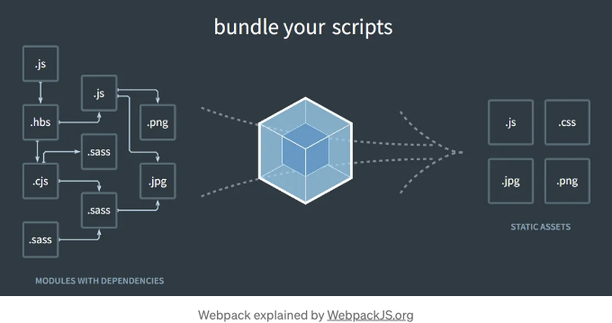 bundle your scripts
.js
.js
.hbs
.png
.sass
.cjs
.jpg
.sass
.sass
MODULES WITH DEPENDENCIES
.js
.css
.jpg
.png
STATIC ASSETS
Webpack explained by WebpackJS.org